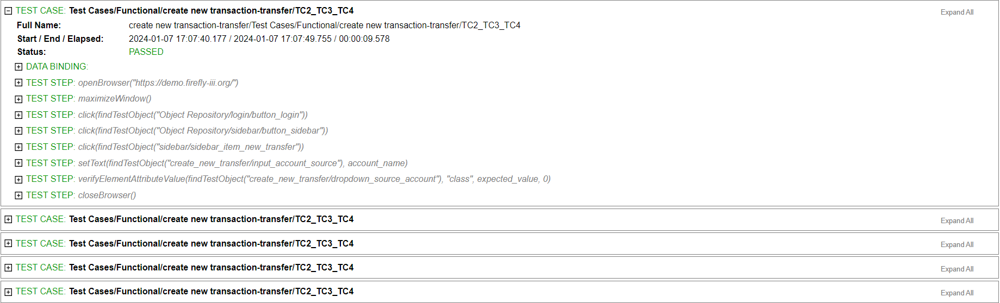 TEST CASE: Test Cases/Functional/create new transaction-transfer/TC2_TC3_TC4 Expand All
Full Name: create new transaction-transfer/Test Cases/Functional/create new transaction-transfer/TC2_TC3_TC4
Start / End / Elapsed: 2024-01-07 17:07:40.177 / 2024-01-07 17:07:49.755 / 00:00:09.578
Status: PASSED
DATA BINDING:
TEST STEP: openBrowser("https://demo.firefly-iii.org/")
TEST STEP: maximizeWindow()
TEST STEP: click(findTestObject("Object Repository/login/button_login"))
TEST STEP: click(findTestObject("Object Repository/sidebar/button_sidebar"))
TEST STEP: click(findTestObject("sidebar/sidebar_item_new_transfer"))
TEST STEP: setText(findTestObject("create_new_transfer/input_account_source"), account_name)
TEST STEP: verifyElementAttributeValue(findTestObject("create_new_transfer/dropdown_source_account"), "class", expected_value, 0)
TEST STEP: closeBrowser()
TEST CASE: Test Cases/Functional/create new transaction-transfer/TC2_TC3_TC4 Expand All
TEST CASE: Test Cases/Functional/create new transaction-transfer/TC2_TC3_TC4 Expand All
TEST CASE: Test Cases/Functional/create new transaction-transfer/TC2_TC3_TC4 Expand All
TEST CASE: Test Cases/Functional/create new transaction-transfer/TC2_TC3_TC4 Expand All